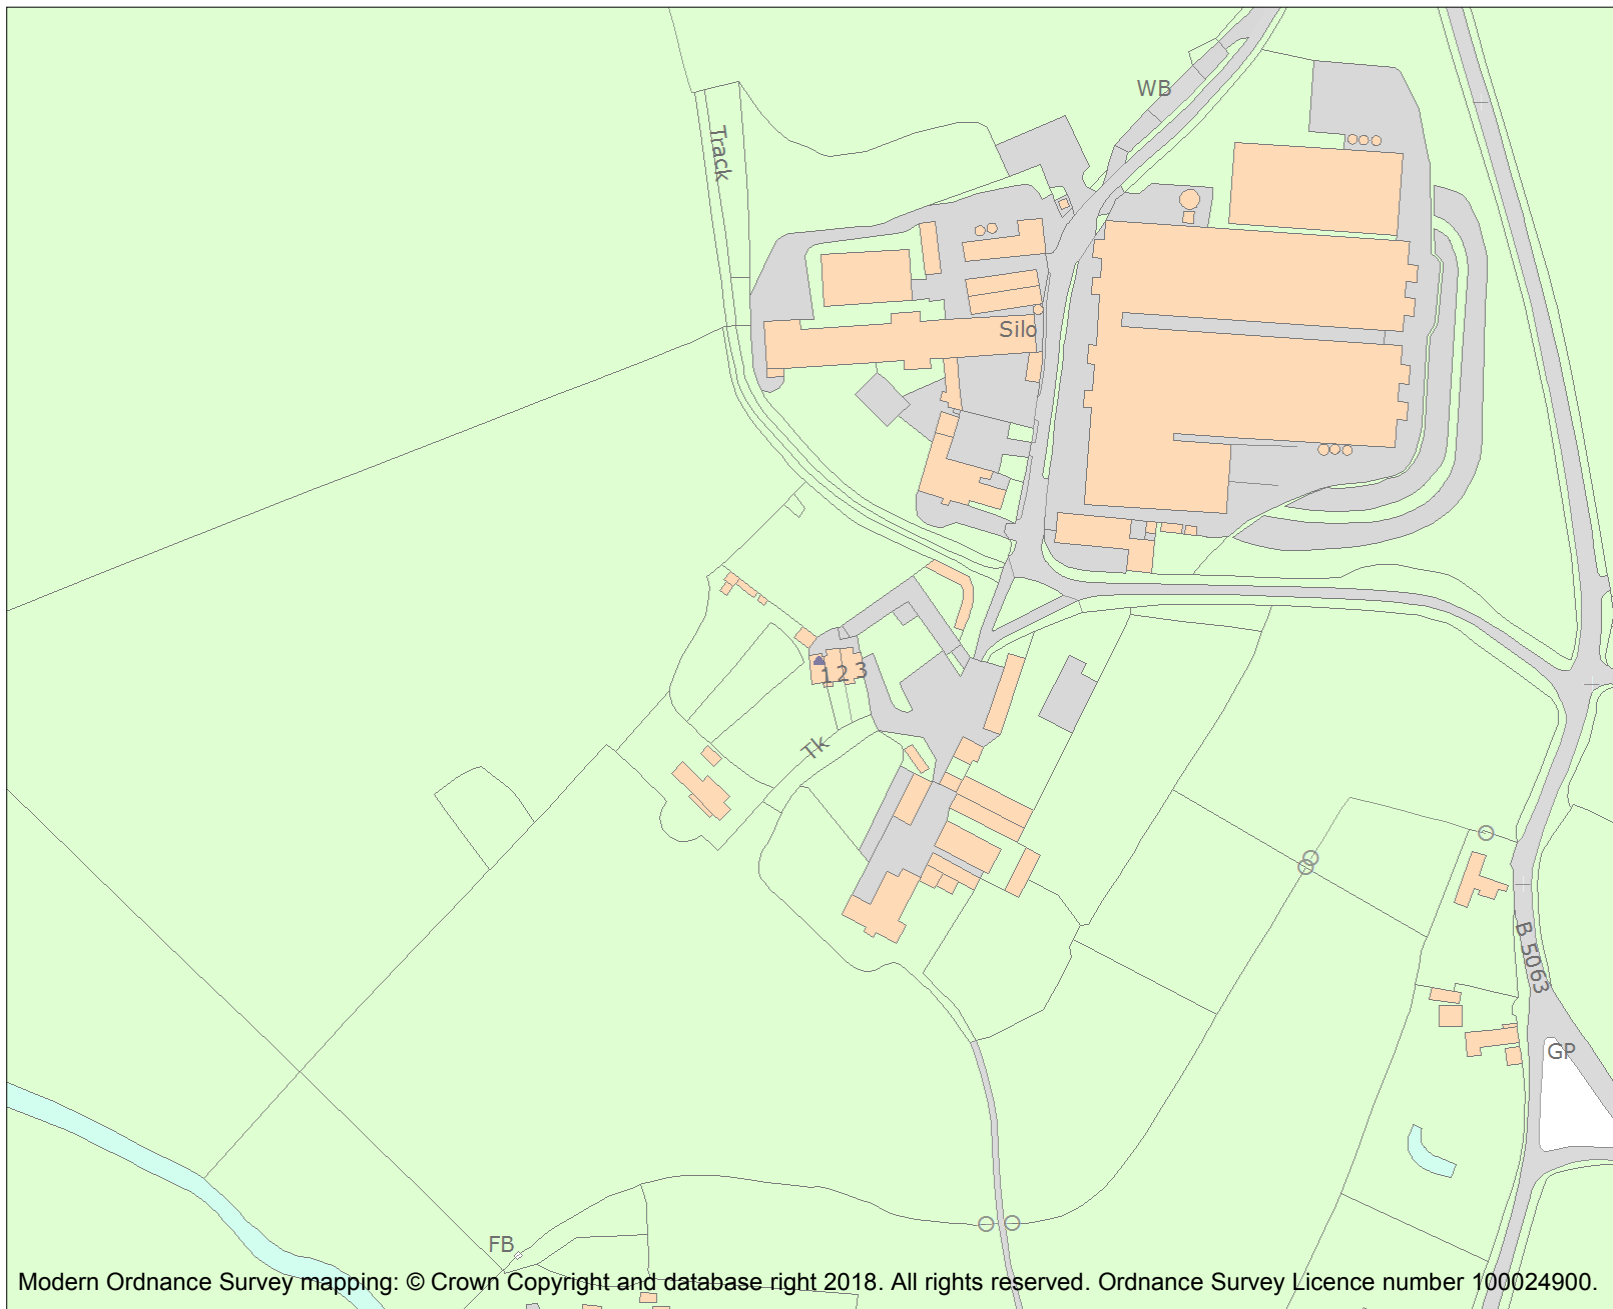 WB
Track
Silo
1 2 3
Tk
B 5063
GP
FB
Modern Ordnance Survey mapping: © Crown Copyright and database right 2018. All rights reserved. Ordnance Survey Licence number 100024900.